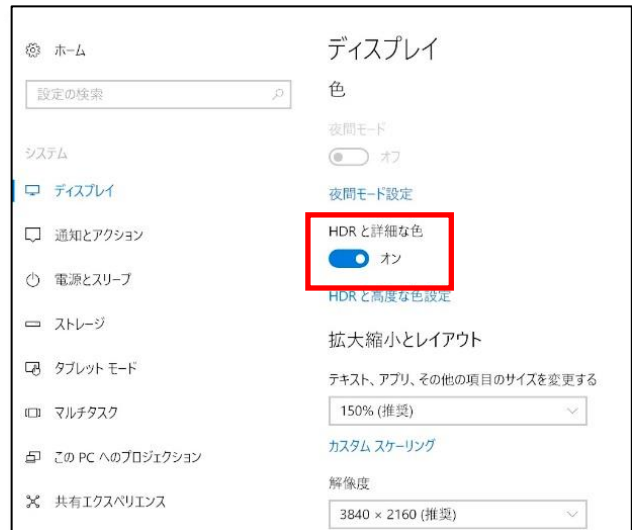 ホーム
設定の検索
システム
ディスプレイ
通知とアクション
電源とスリープ
ストレージ
タブレット モード
マルチタスク
この PC へのプロジェクション
共有エクスペリエンス
ディスプレイ
色
夜間モード
オフ
夜間モード設定
HDR と詳細な色
オン
HDR と高度な色設定
拡大縮小とレイアウト
テキスト、アプリ、その他の項目のサイズを変更する
150% (推奨)
カスタム スケーリング
解像度
3840 × 2160 (推奨)